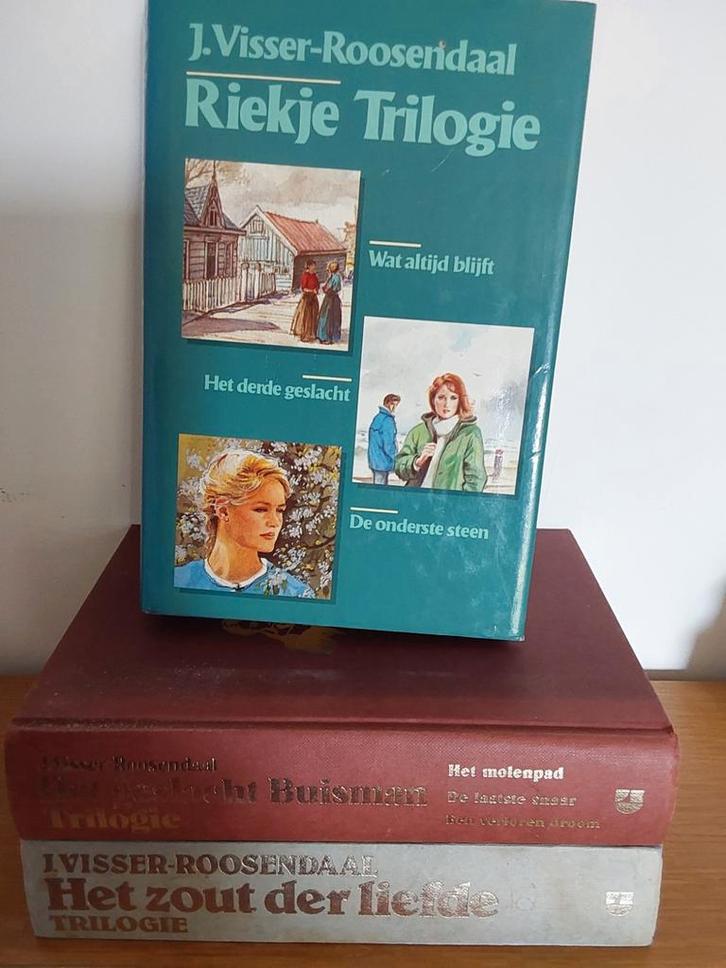 J.Visser-Roosendaal
Riekje Trilogie
Wat altijd blijft
Het derde geslacht
De onderste steen
J.Visser-Roosendaal
Het geslacht Buisman
Trilogie
Het molenpad
De laatste snaar
Een verloren droom
J.VISSER-ROOSENDAAL
Het zout der liefde
TRILOGIE